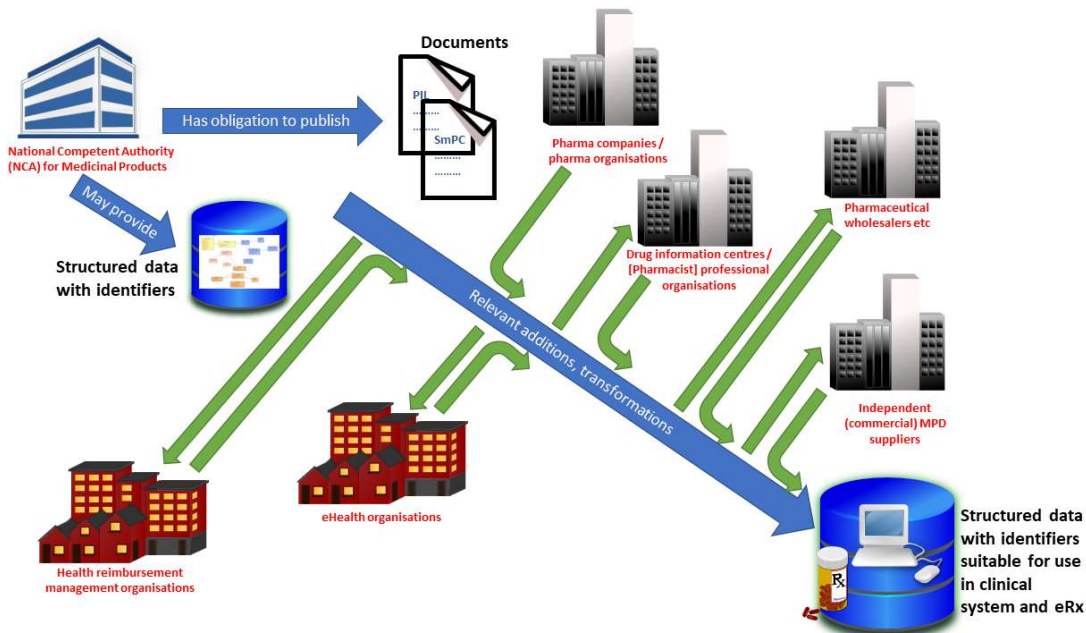 Documents
PIL
.........
.........
SmPC
.........
.........
Has obligation to publish
National Competent Authority
(NCA) for Medicinal Products
May provide
Structured data
with identifiers
Pharma companies /
pharma organisations
Drug information centres /
[Pharmacist] professional
organisations
Pharmaceutical
wholesalers etc
Relevant additions, transformations
Independent
(commercial) MPD
suppliers
eHealth organisations
Health reimbursement
management organisations
Rx
Structured data
with identifiers
suitable for use
in clinical
system and eRx